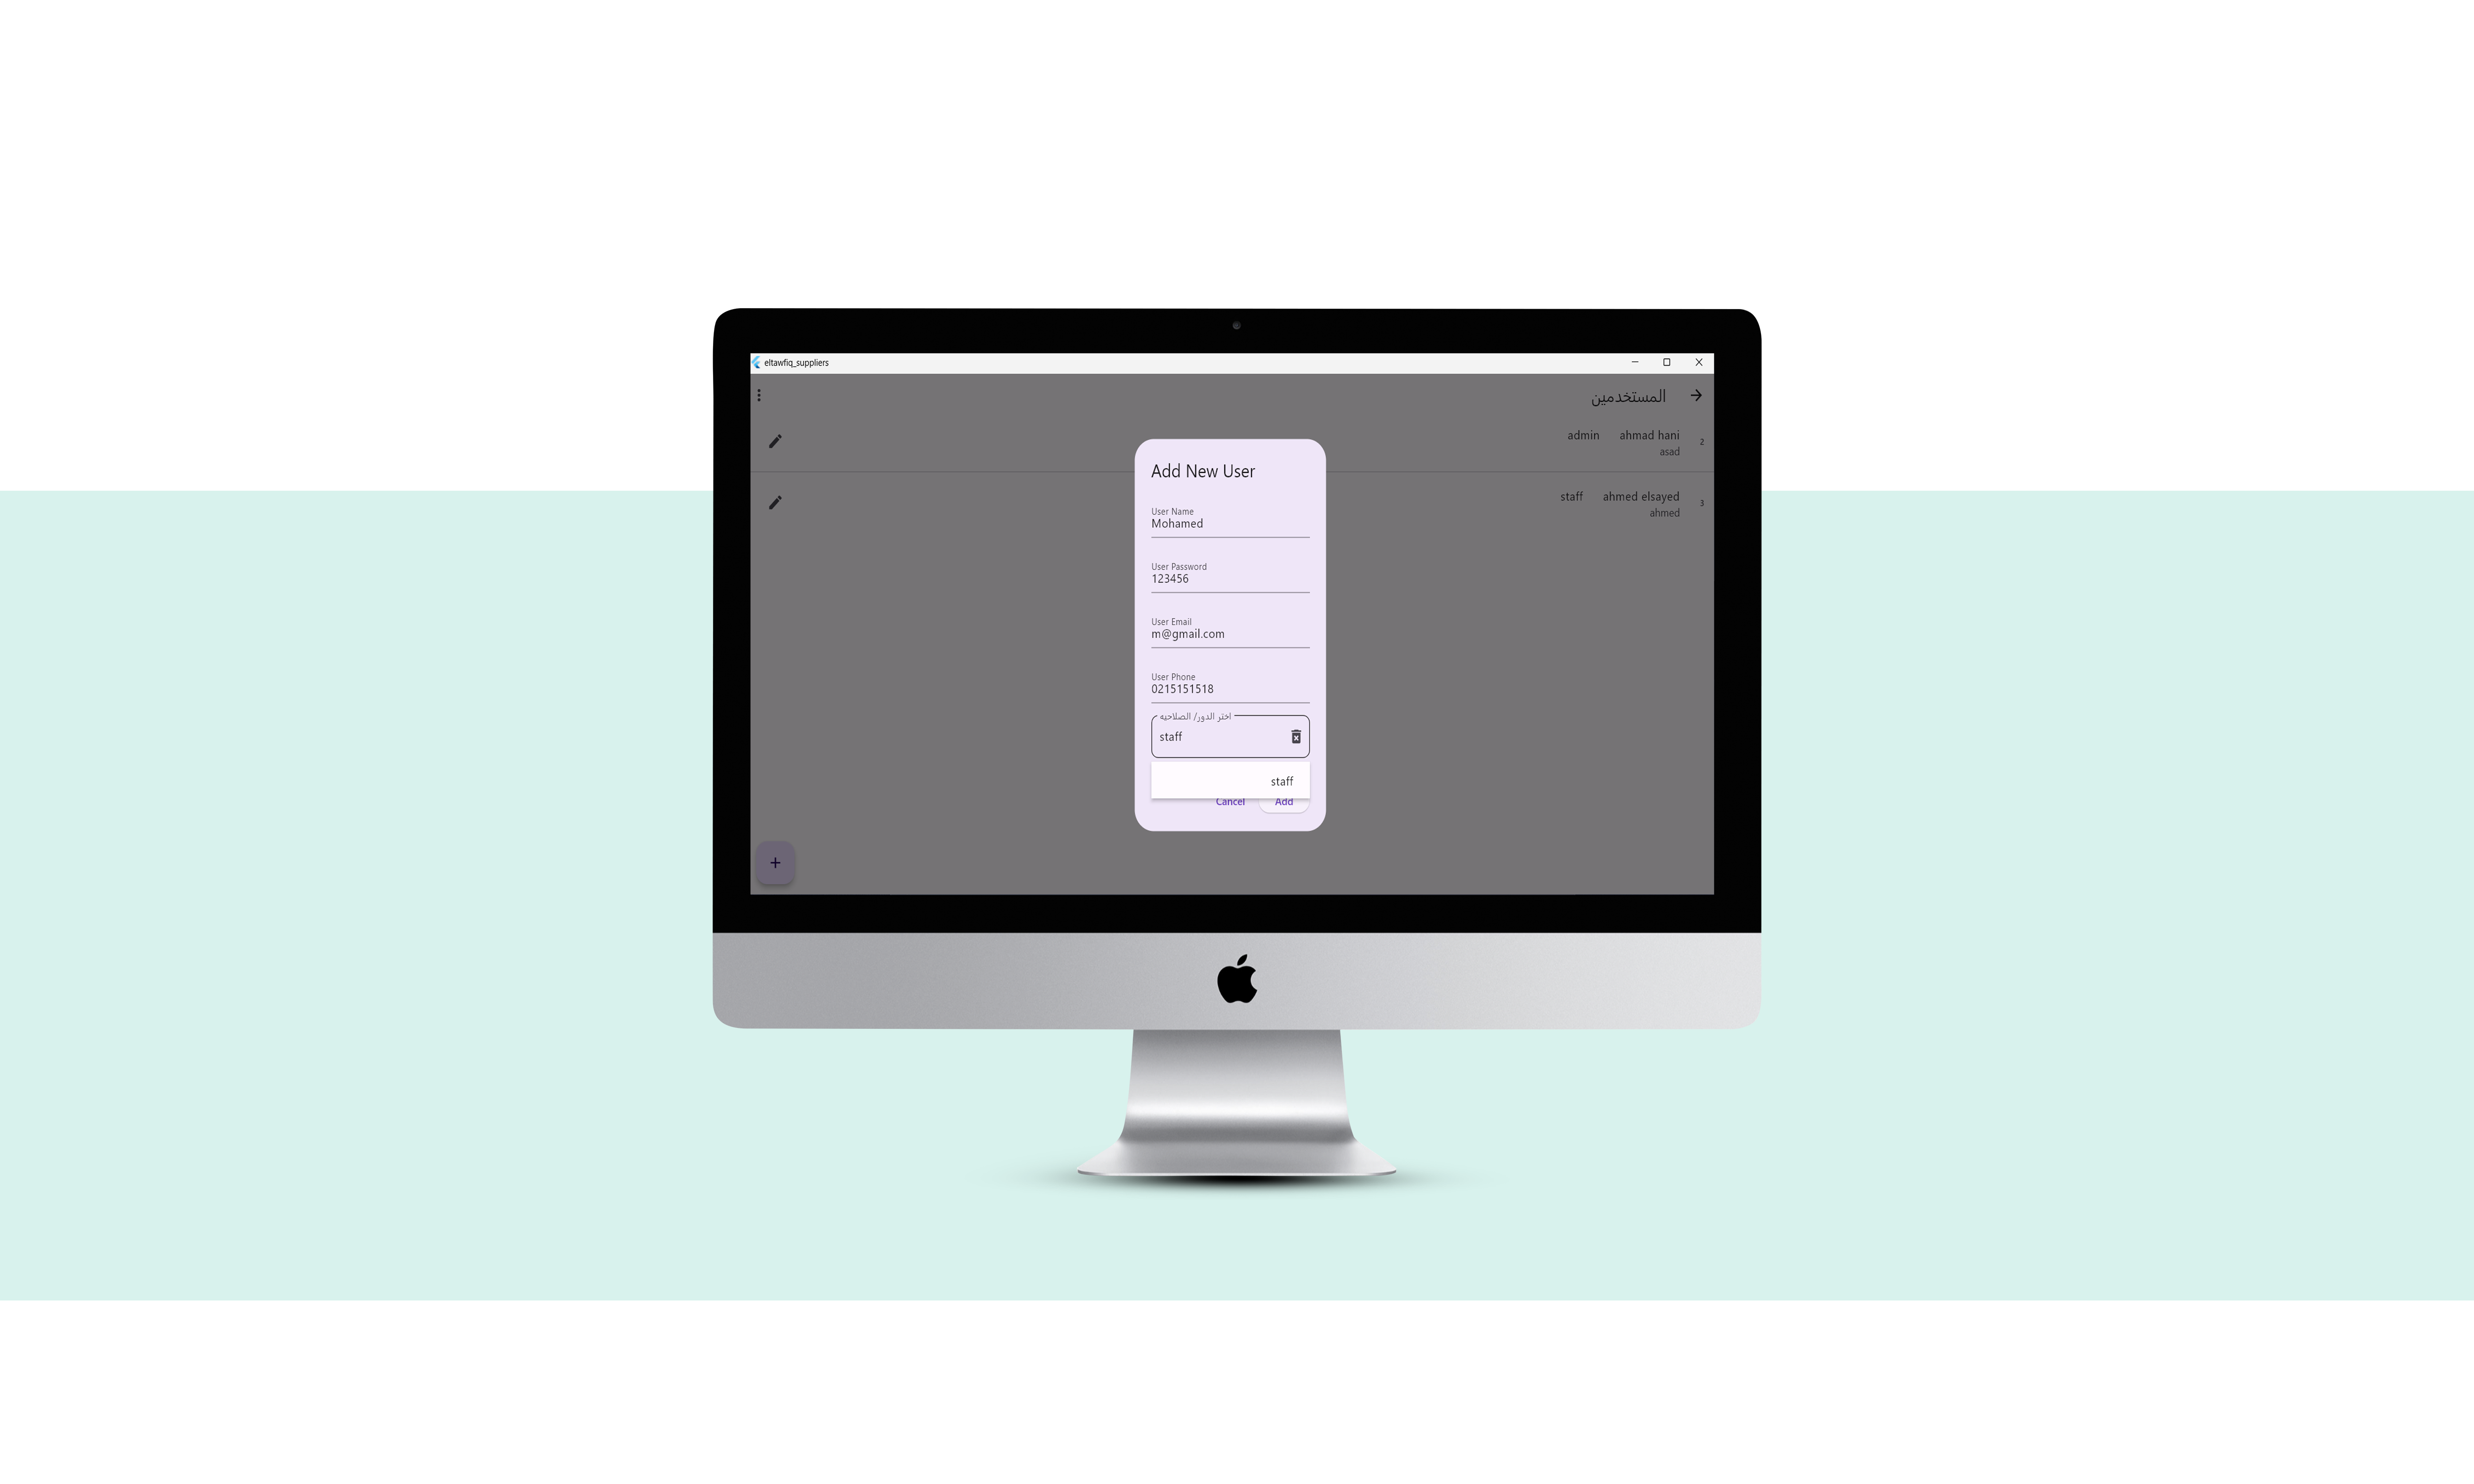 eltawfiq_suppliers
المستخدمين
2 ahmad hani admin
asad
3 ahmed elsayed staff
ahmed
Add New User
User Name
Mohamed
User Password
123456
User Email
m@gmail.com
User Phone
0215151518
اختر الدور/ الصلاحيه
staff
staff
Cancel Add